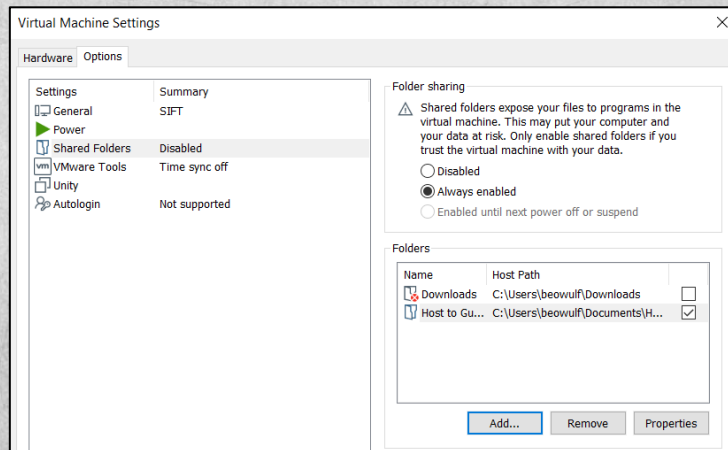 Virtual Machine Settings
Hardware Options
Settings Summary
General SIFT
Power
Shared Folders Disabled
vm VMware Tools Time sync off
Unity
Autologin Not supported
Folder sharing
Shared folders expose your files to programs in the
virtual machine. This may put your computer and
your data at risk. Only enable shared folders if you
trust the virtual machine with your data.
Disabled
Always enabled
Enabled until next power off or suspend
Folders
Name Host Path
Downloads C:\Users\beowulf\Downloads
Host to Gu... C:\Users\beowulf\Documents\H...
Add... Remove Properties